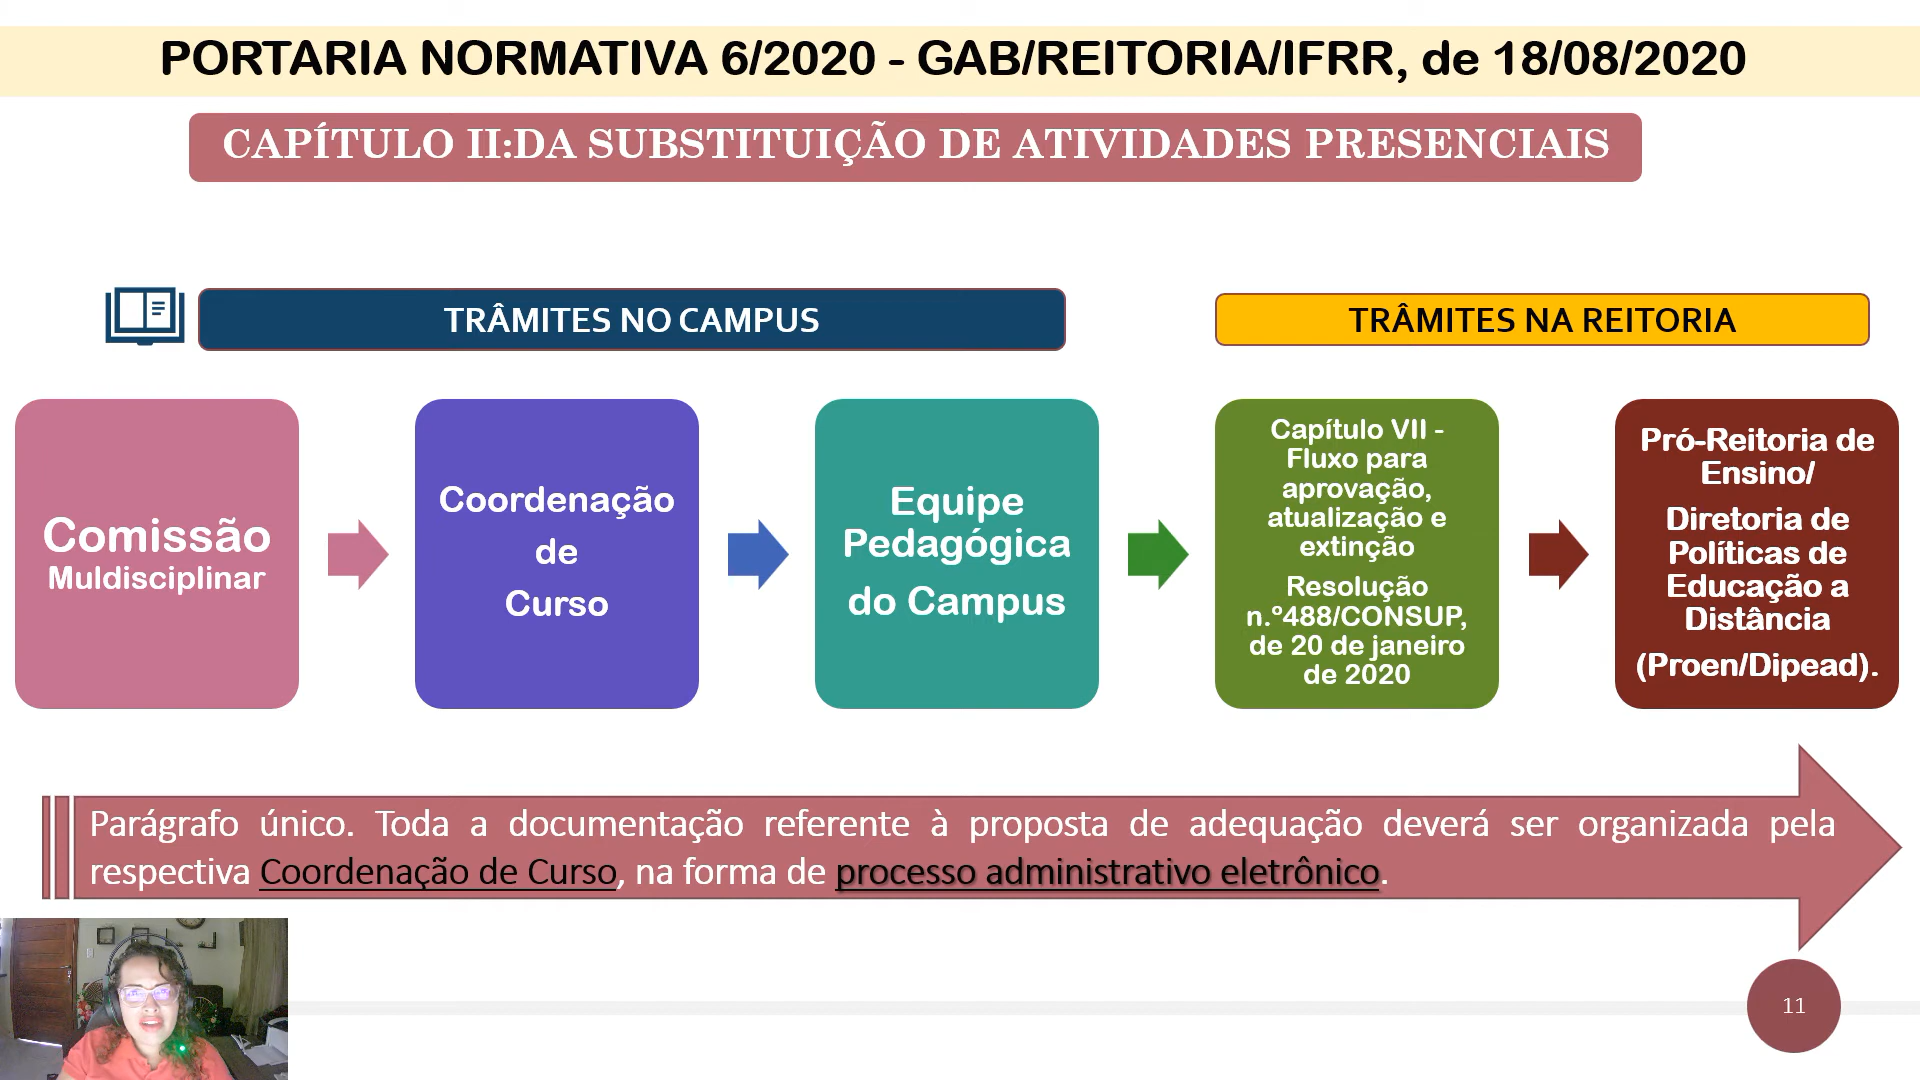 PORTARIA NORMATIVA 6/2020 - GAB/REITORIA/IFRR, de 18/08/2020
CAPÍTULO II:DA SUBSTITUIÇÃO DE ATIVIDADES PRESENCIAIS
TRÂMITES NO CAMPUS
TRÂMITES NA REITORIA
Comissão
Muldisciplinar
Coordenação
de
Curso
Equipe
Pedagógica
do Campus
Capítulo VII -
Fluxo para
aprovação,
atualização e
extinção
Resolução
n.º488/CONSUP,
de 20 de janeiro
de 2020
Pró-Reitoria de
Ensino/
Diretoria de
Políticas de
Educação a
Distância
(Proen/Dipead).
Parágrafo único. Toda a documentação referente à proposta de adequação deverá ser organizada pela
respectiva Coordenação de Curso, na forma de processo administrativo eletrônico.
11